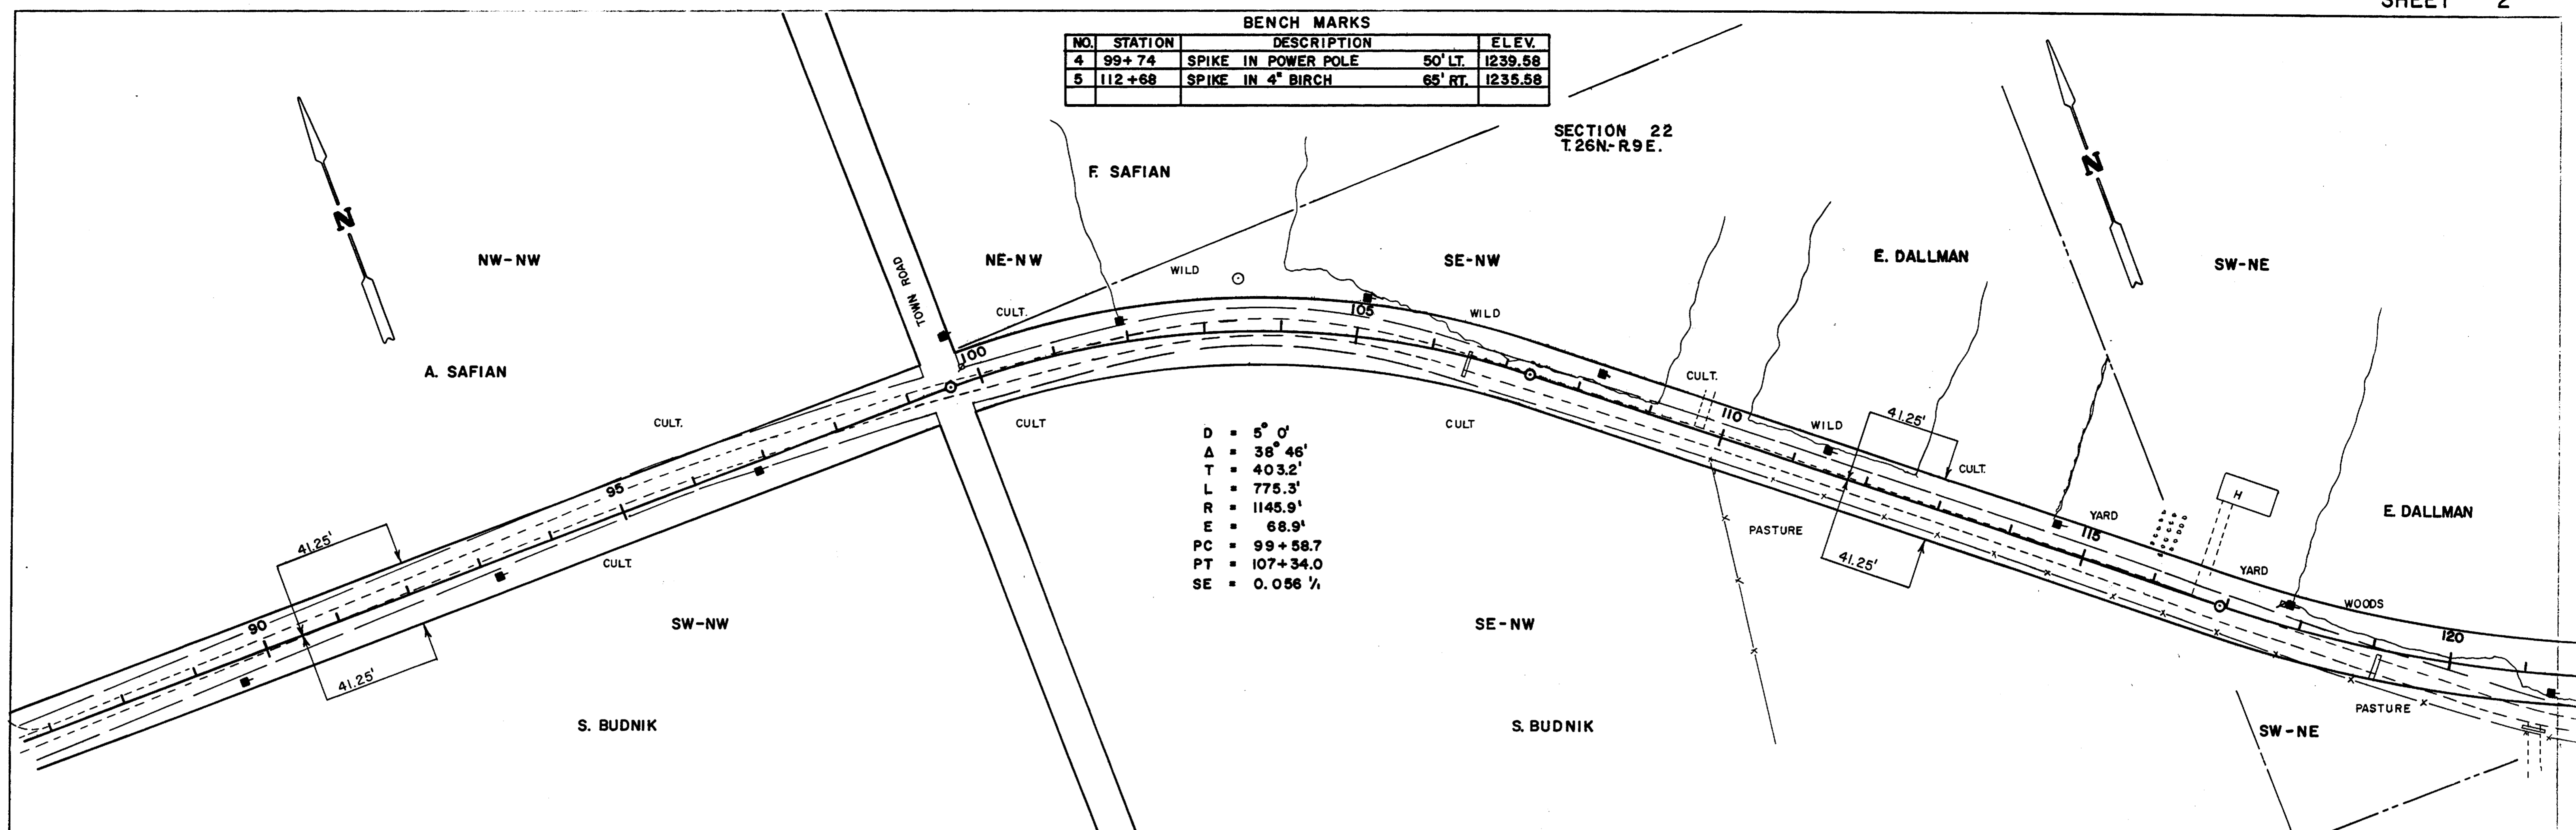 SHEET 2
BENCH MARKS
NO. STATION DESCRIPTION ELEV.
4 99+74 SPIKE IN POWER POLE 50' LT. 1239.58
5 112+68 SPIKE IN 4" BIRCH 65' RT. 1235.58
SECTION 22
T.26N.-R.9E.
F. SAFIAN
N
N
NW-NW
NE-NW
WILD
SE-NW
E. DALLMAN
SW-NE
TOWN ROAD
CULT.
105
WILD
100
A. SAFIAN
CULT.
CULT.
CULT
CULT
110
WILD
41.25'
CULT.
D = 5° 0'
Δ = 38° 46'
T = 403.2'
L = 775.3'
R = 1145.9'
E = 68.9'
PC = 99+58.7
PT = 107+34.0
SE = 0.056 '/,
95
H
E. DALLMAN
YARD
PASTURE
115
41.25'
CULT.
41.25'
YARD
WOODS
90
SW-NW
SE-NW
120
41.25'
PASTURE
S. BUDNIK
S. BUDNIK
SW-NE